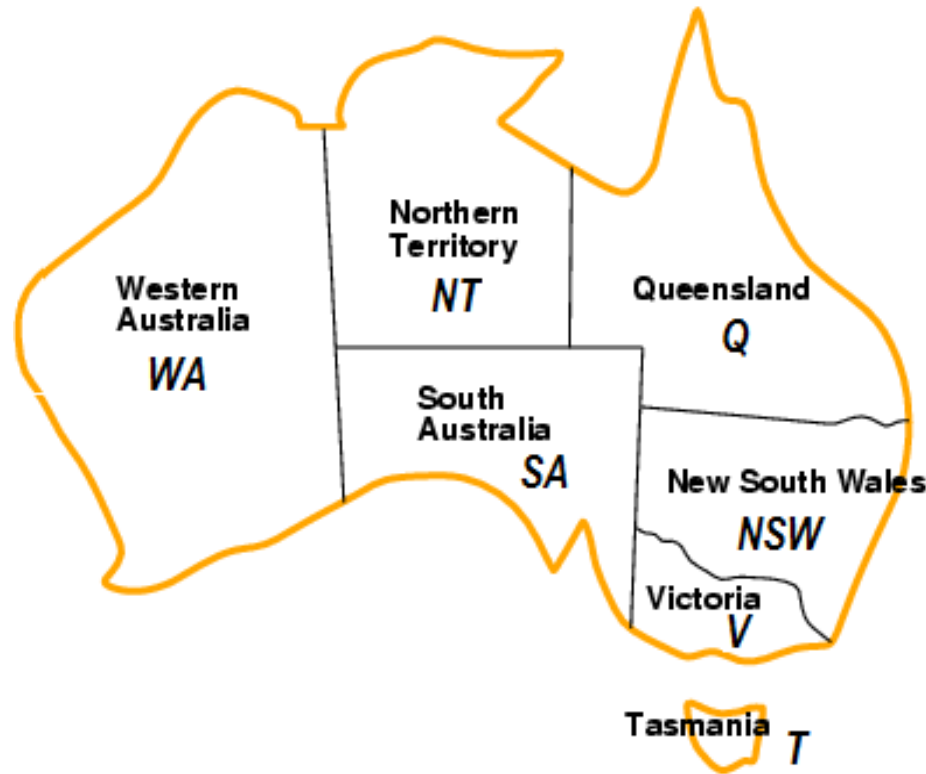 Northern
Territory
NT
Western
Australia
WA
Queensland
Q
South
Australia
SA
New South Wales
NSW
Victoria
V
Tasmania
T